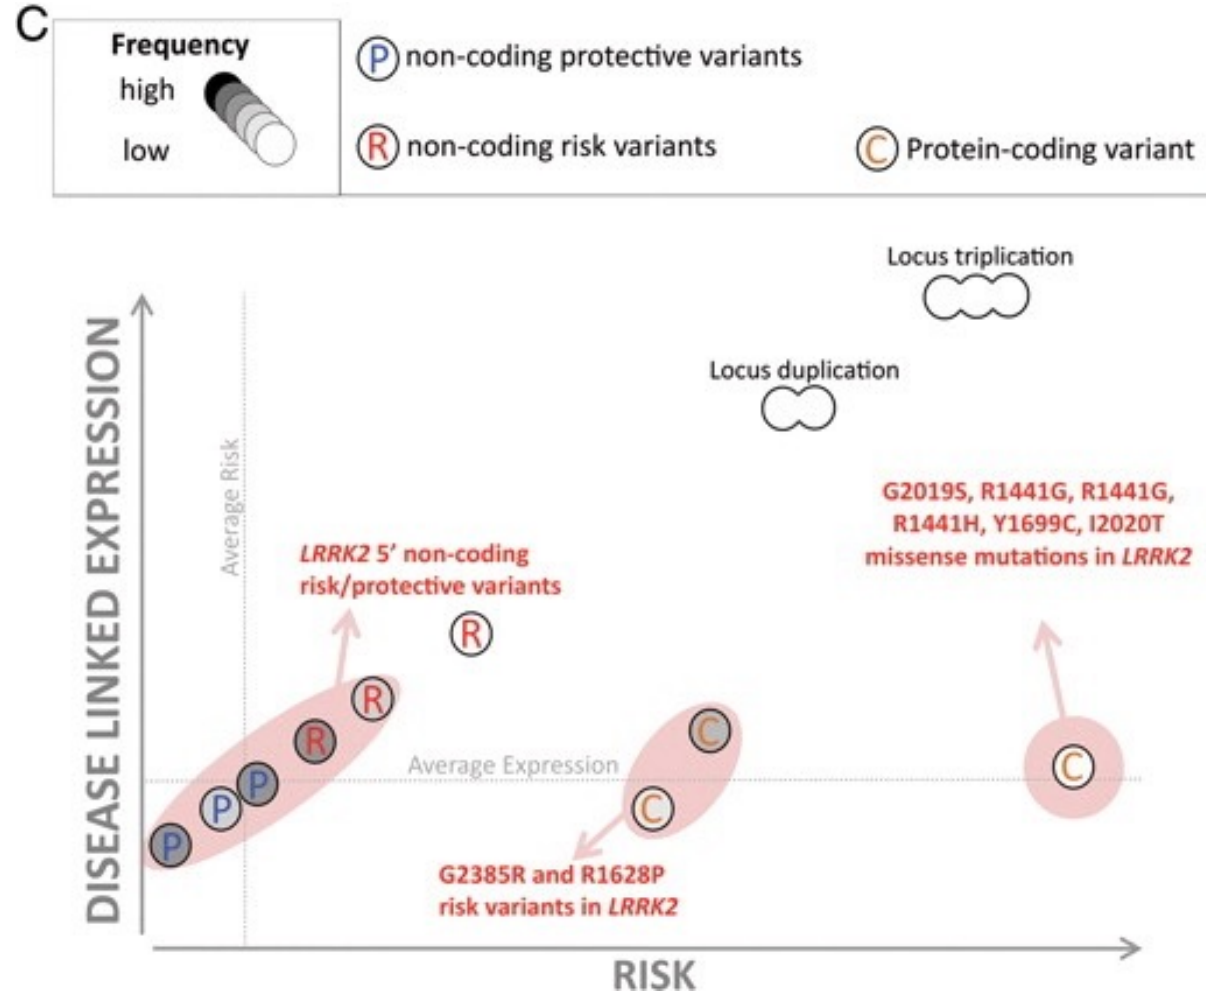 C
Frequency
high
low
P non-coding protective variants
R non-coding risk variants
C Protein-coding variant
Locus triplication
Locus duplication
DISEASE LINKED EXPRESSION
Average Risk
G2019S, R1441G, R1441G,
R1441H, Y1699C, I2020T
missense mutations in LRRK2
LRRK2 5’ non-coding
risk/protective variants
R
R
R
P
P
P
Average Expression
C
C
C
G2385R and R1628P
risk variants in LRRK2
RISK